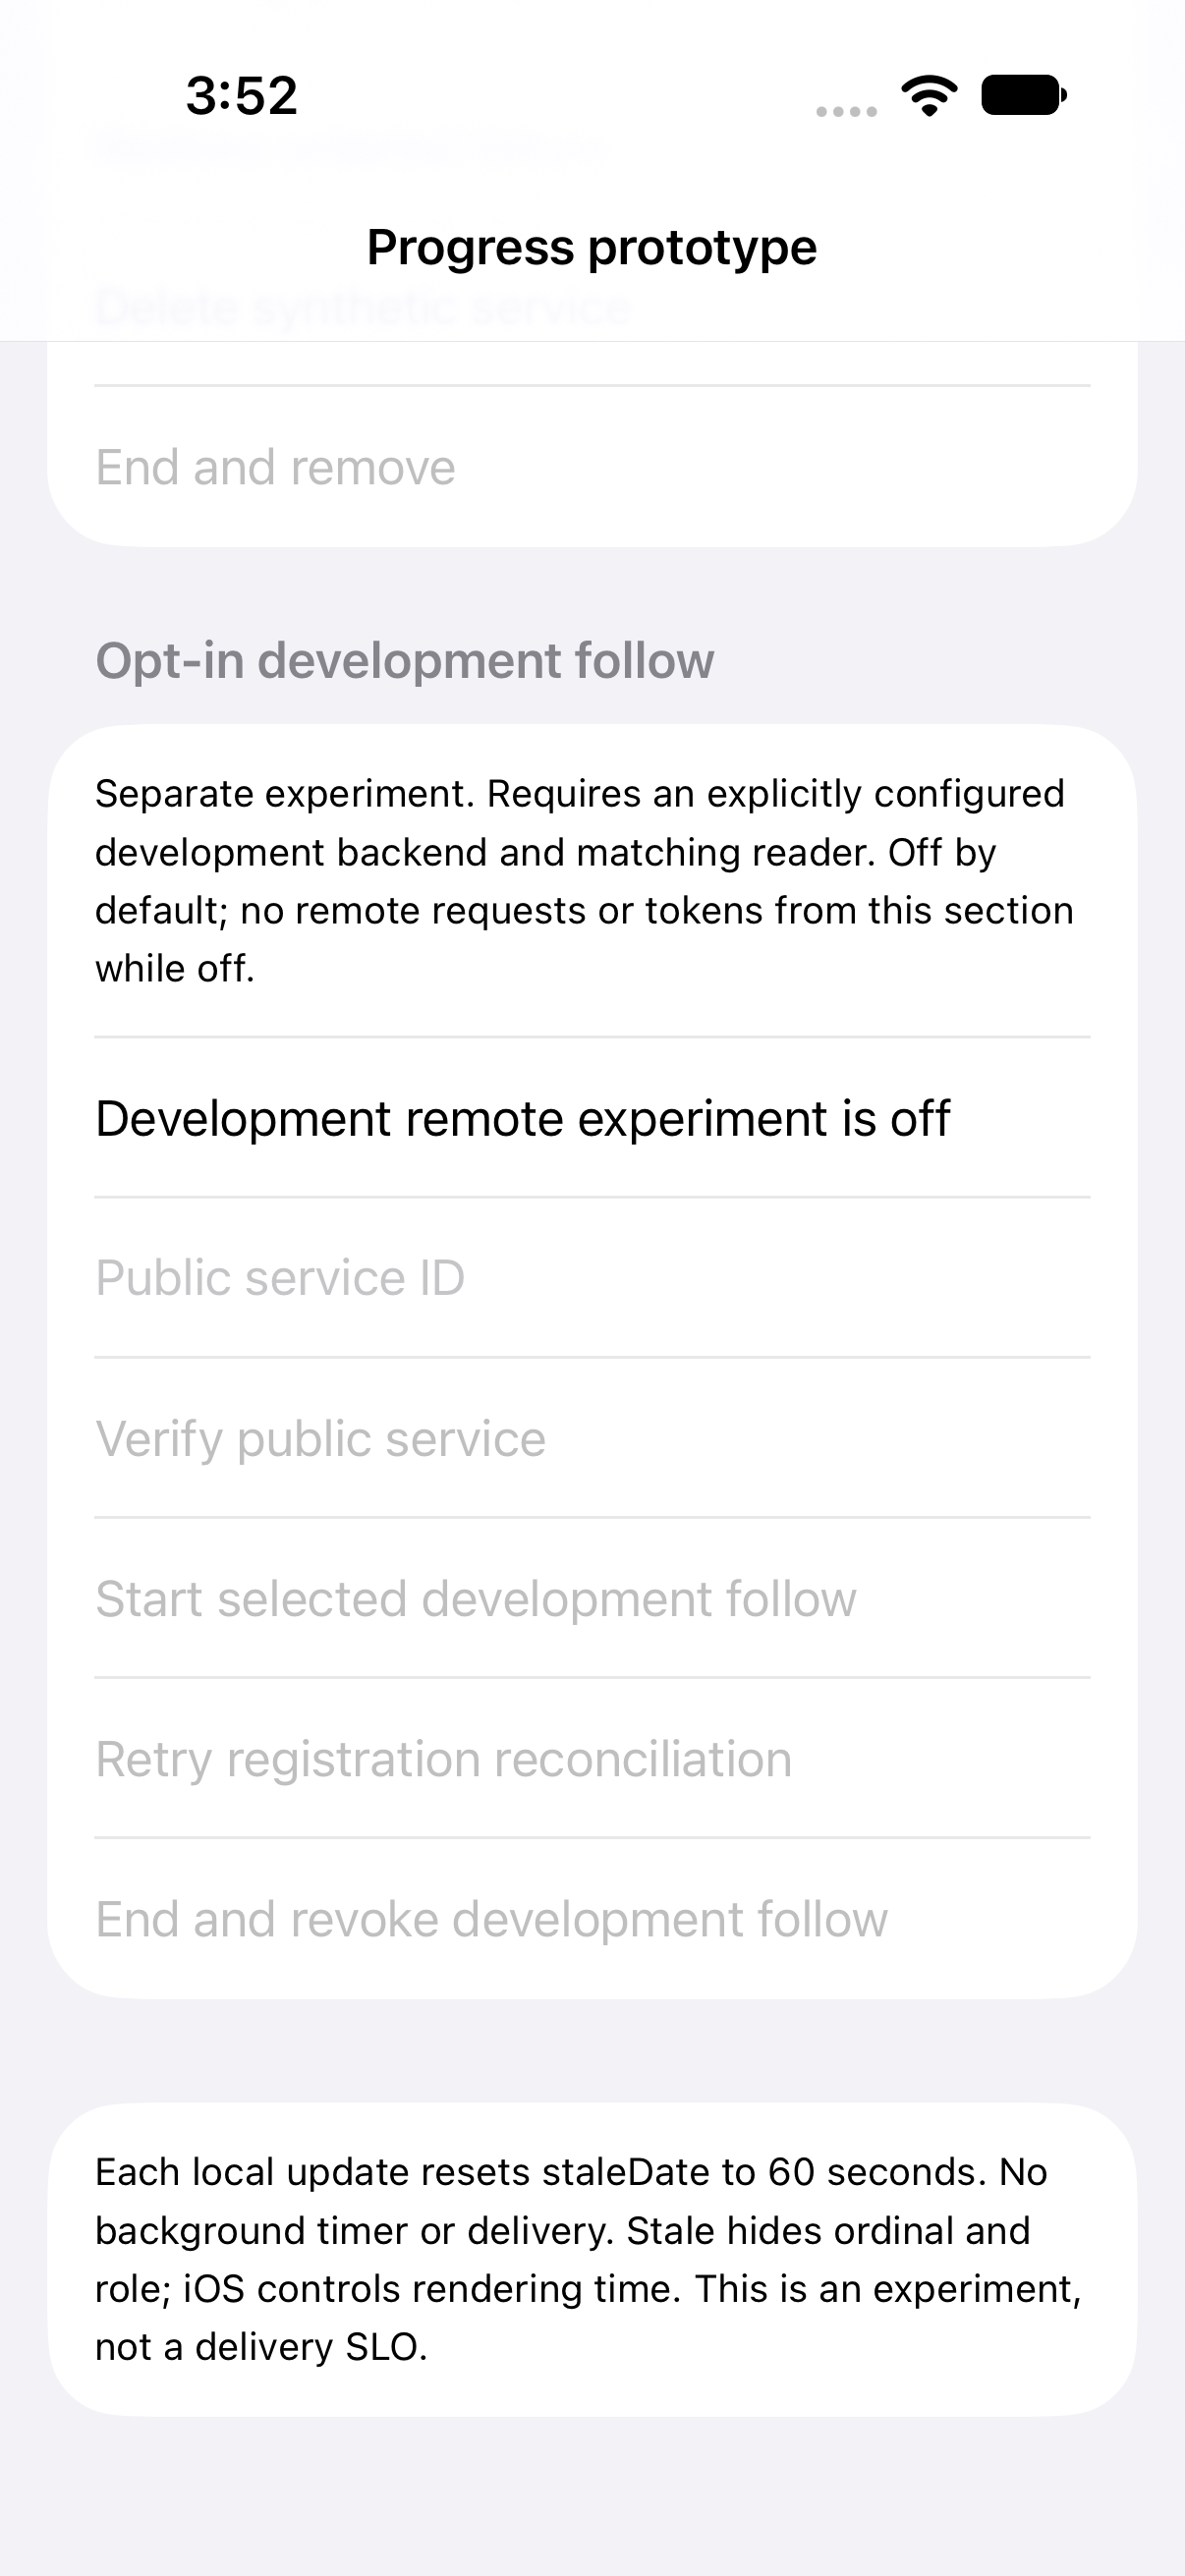 3:52
Progress prototype
Delete synthetic service
End and remove
Opt-in development follow
Separate experiment. Requires an explicitly configured
development backend and matching reader. Off by
default; no remote requests or tokens from this section
while off.
Development remote experiment is off
Public service ID
Verify public service
Start selected development follow
Retry registration reconciliation
End and revoke development follow
Each local update resets staleDate to 60 seconds. No
background timer or delivery. Stale hides ordinal and
role; iOS controls rendering time. This is an experiment,
not a delivery SLO.